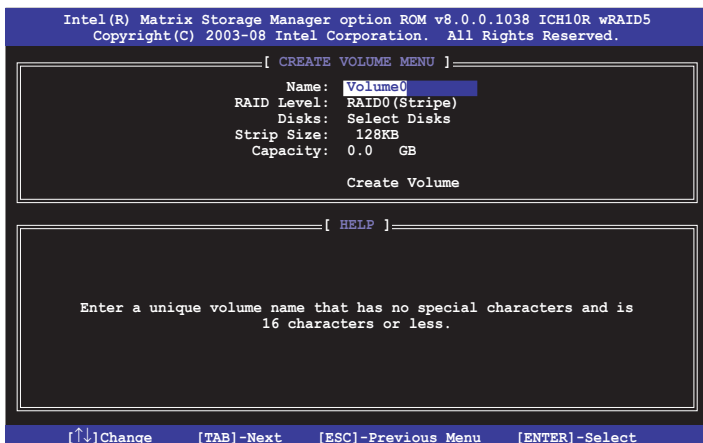 Intel(R) Matrix Storage Manager option ROM v8.0.0.1038 ICH10R wRAID5
Copyright(C) 2003-08 Intel Corporation. All Rights Reserved.
[ CREATE VOLUME MENU ]
Name: Volume0
RAID Level: RAID0(Stripe)
Disks: Select Disks
Strip Size: 128KB
Capacity: 0.0 GB
Create Volume
[ HELP ]
Enter a unique volume name that has no special characters and is
16 characters or less.
[↑↓]Change [TAB]-Next [ESC]-Previous Menu [ENTER]-Select